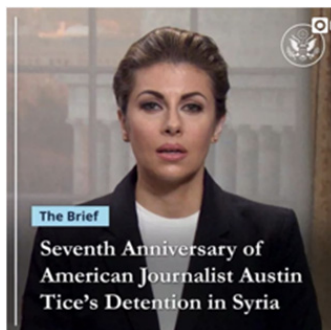 The Brief
Seventh Anniversary of
American Journalist Austin
Tice's Detention in Syria